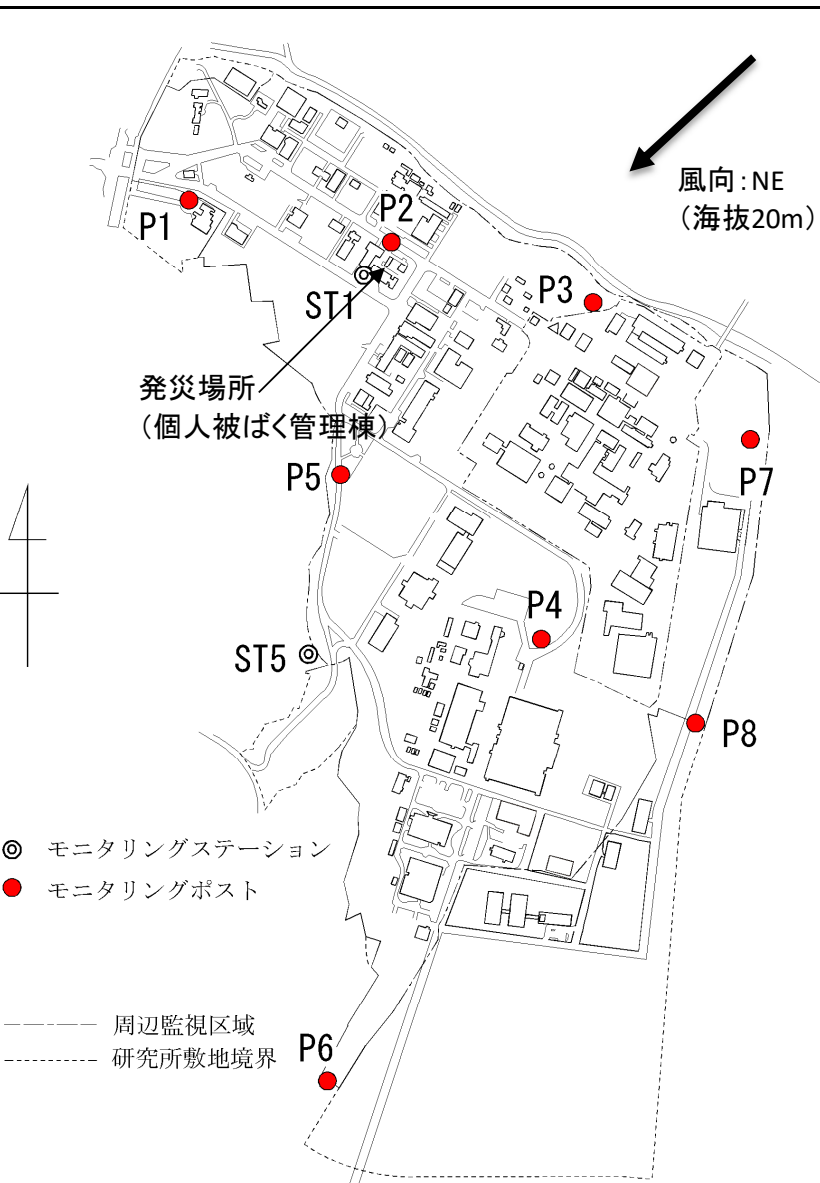 風向：NE
（海抜20m）
P1
P2
P3
ST1
発災場所
（個人被ばく管理棟）
P5
P7
P4
ST5
P8
モニタリングステーション
モニタリングポスト
周辺監視区域
研究所敷地境界
P6